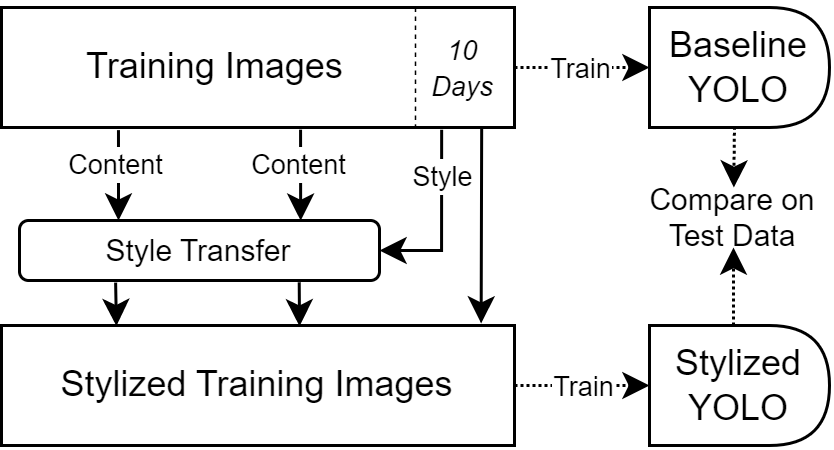 Training Images
10
Days
Train
Baseline
YOLO
Content
Content
Style
Compare on
Test Data
Style Transfer
Stylized Training Images
Train
Stylized
YOLO